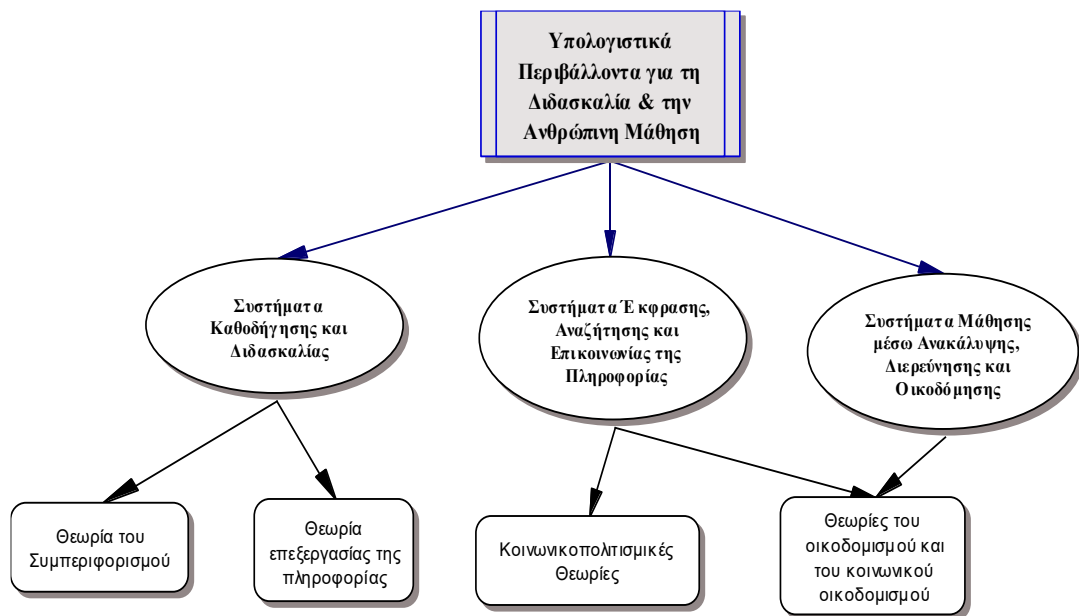 Υπολογιστικά
Περιβάλλοντα για τη
Διδασκαλία & την
Ανθρώπινη Μάθηση
Συστήματα
Καθοδήγησης και
Διδασκαλίας
Συστήματα Έκφρασης,
Αναζήτησης και
Επικοινωνίας της
Πληροφορίας
Συστήματα Μάθησης
μέσω Ανακάλυψης,
Διερεύνησης και
Οικοδόμησης
Θεωρία του
Συμπεριφορισμού
Θεωρία
επεξεργασίας της
πληροφορίας
Κοινωνικοπολιτισμικές
Θεωρίες
Θεωρίες του
οικοδομισμού και
του κοινωνικού
οικοδομισμού